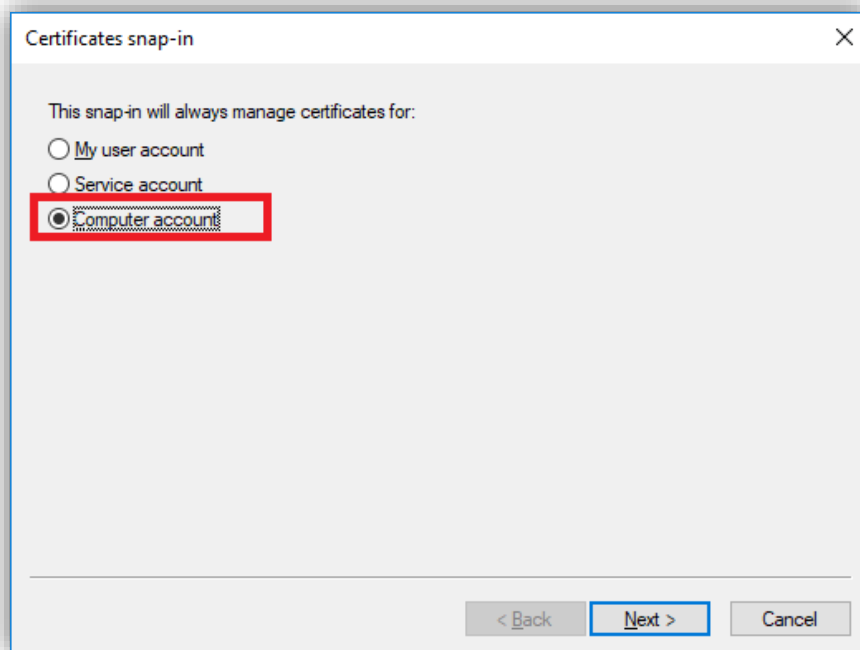 Certificates snap-in
This snap-in will always manage certificates for:
My user account
Service account
Computer account
< Back Next > Cancel